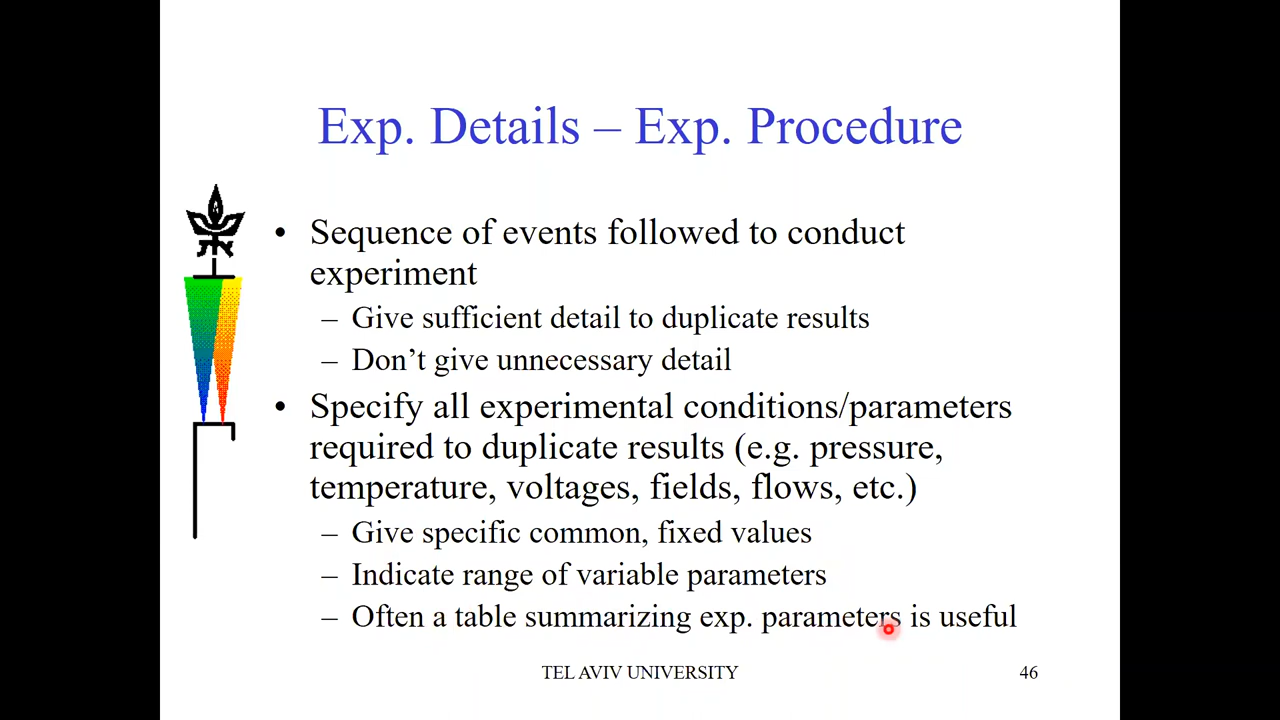 Exp. Details – Exp. Procedure
• Sequence of events followed to conduct
experiment
– Give sufficient detail to duplicate results
– Don’t give unnecessary detail
• Specify all experimental conditions/parameters
required to duplicate results (e.g. pressure,
temperature, voltages, fields, flows, etc.)
– Give specific common, fixed values
– Indicate range of variable parameters
– Often a table summarizing exp. parameters is useful
TEL AVIV UNIVERSITY 46